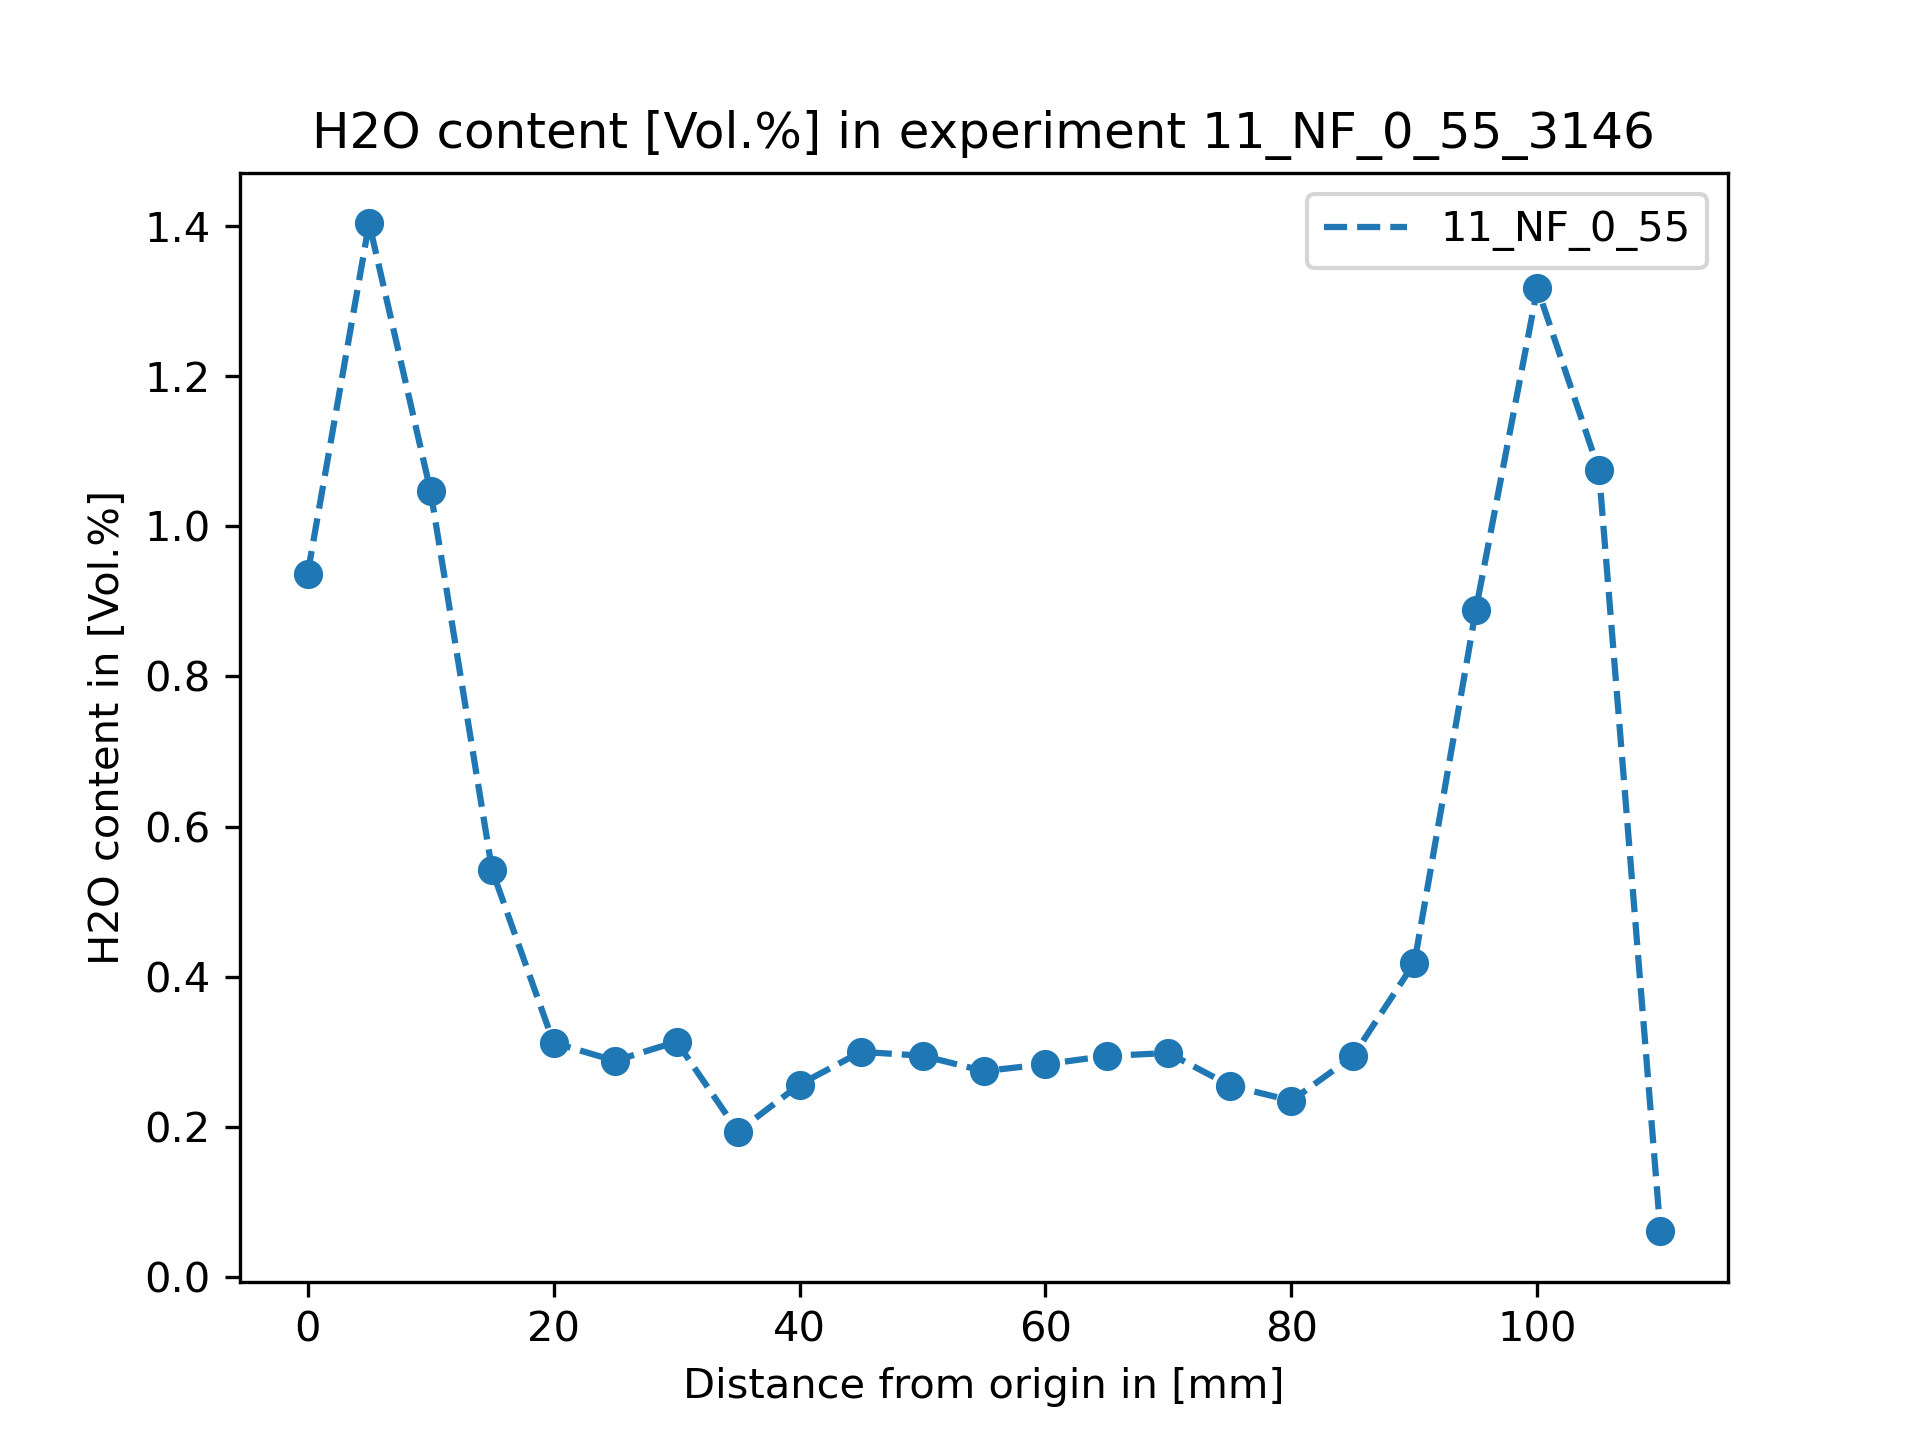 H2O content [Vol.%] in experiment 11_NF_0_55_3146
11_NF_0_55
H2O content in [Vol.%]
1.4
1.2
1.0
0.8
0.6
0.4
0.2
0.0
0 20 40 60 80 100
Distance from origin in [mm]